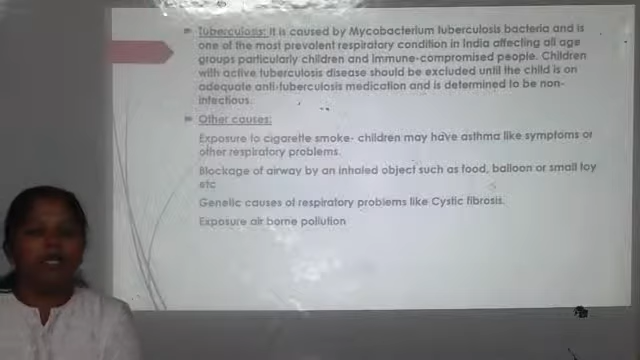 Tuberculosis: It is caused by Mycobacterium tuberculosis bacteria and is
one of the most prevalent respiratory condition in India affecting all age
groups particularly children and immune-compromised people. Children
with active tuberculosis disease should be excluded until the child is on
adequate anti-tuberculosis medication and is determined to be non-
infectious.
Other causes:
Exposure to cigarette smoke- children may have asthma like symptoms or
other respiratory problems.
Blockage of airway by an inhaled object such as food, balloon or small toy
etc
Genetic causes of respiratory problems like Cystic fibrosis.
Exposure air borne pollution